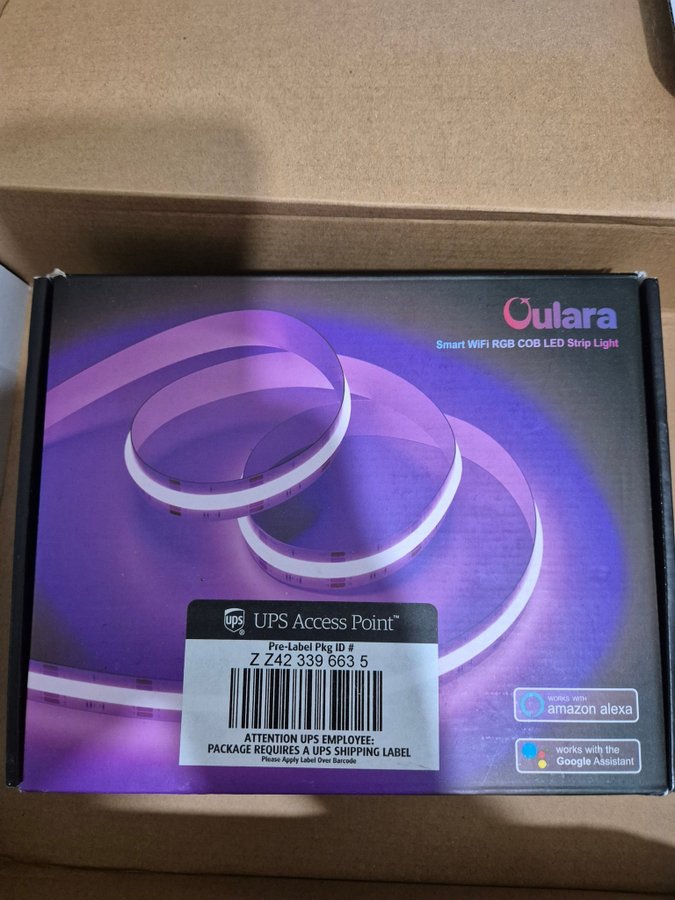 Oulara
Smart WiFi RGB COB LED Strip Light
ups UPS Access Point™
Pre-Label Pkg ID #
Z Z42 339 663 5
ATTENTION UPS EMPLOYEE:
PACKAGE REQUIRES A UPS SHIPPING LABEL
Please Apply Label Over Barcode
WORKS WITH
amazon alexa
works with the
Google Assistant